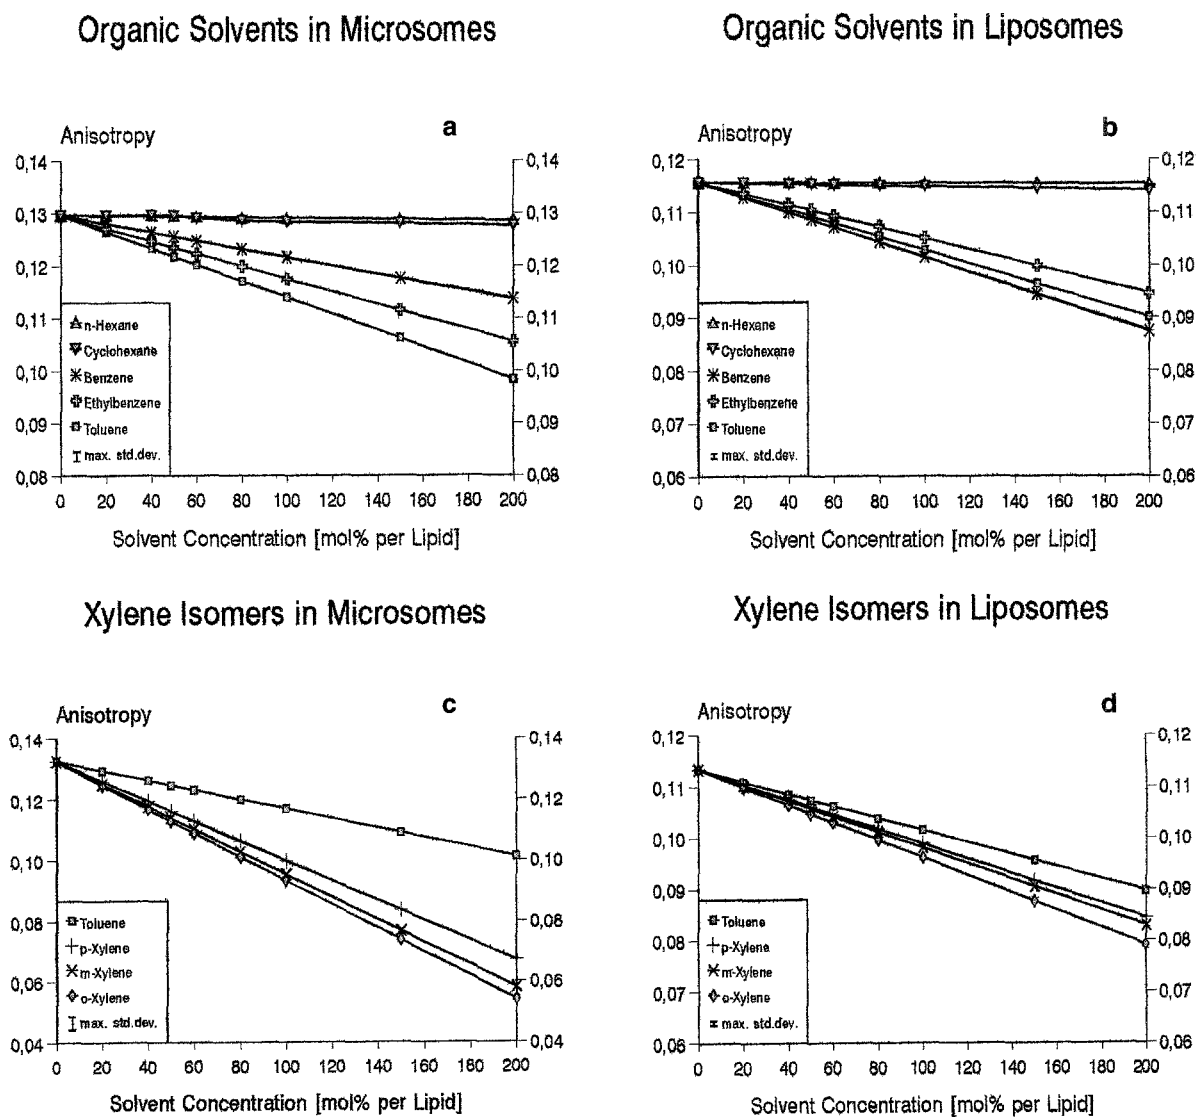 Organic Solvents in Microsomes
Anisotropy
a
0,14
0,13
0,12
0,11
0,10
0,09
0,08
0,14
0,13
0,12
0,11
0,10
0,09
0,08
n-Hexane
Cyclohexane
Benzene
Ethylbenzene
Toluene
max. std.dev.
0 20 40 60 80 100 120 140 160 180 200
Solvent Concentration [mol% per Lipid]
Organic Solvents in Liposomes
Anisotropy
b
0,12
0,11
0,10
0,09
0,08
0,07
0,06
0,12
0,11
0,10
0,09
0,08
0,07
0,06
n-Hexane
Cyclohexane
Benzene
Ethylbenzene
Toluene
max. std.dev.
0 20 40 60 80 100 120 140 160 180 200
Solvent Concentration [mol% per Lipid]
Xylene Isomers in Microsomes
Anisotropy
c
0,14
0,12
0,10
0,08
0,06
0,04
0,14
0,12
0,10
0,08
0,06
0,04
Toluene
p-Xylene
m-Xylene
o-Xylene
max. std.dev.
0 20 40 60 80 100 120 140 160 180 200
Solvent Concentration [mol% per Lipid]
Xylene Isomers in Liposomes
Anisotropy
d
0,12
0,11
0,10
0,09
0,08
0,07
0,06
0,12
0,11
0,10
0,09
0,08
0,07
0,06
Toluene
p-Xylene
m-Xylene
o-Xylene
max. std.dev.
0 20 40 60 80 100 120 140 160 180 200
Solvent Concentration [mol% per Lipid]